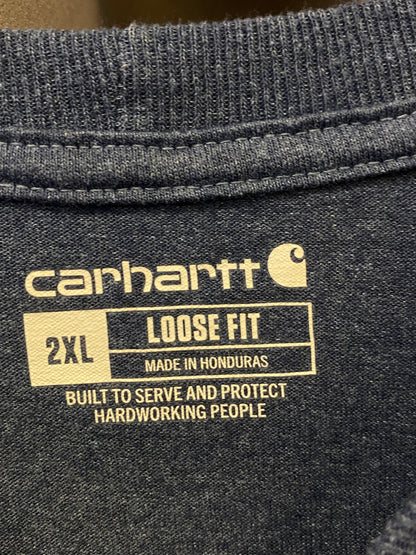 carhartt
2XL
LOOSE FIT
MADE IN HONDURAS
BUILT TO SERVE AND PROTECT
HARDWORKING PEOPLE